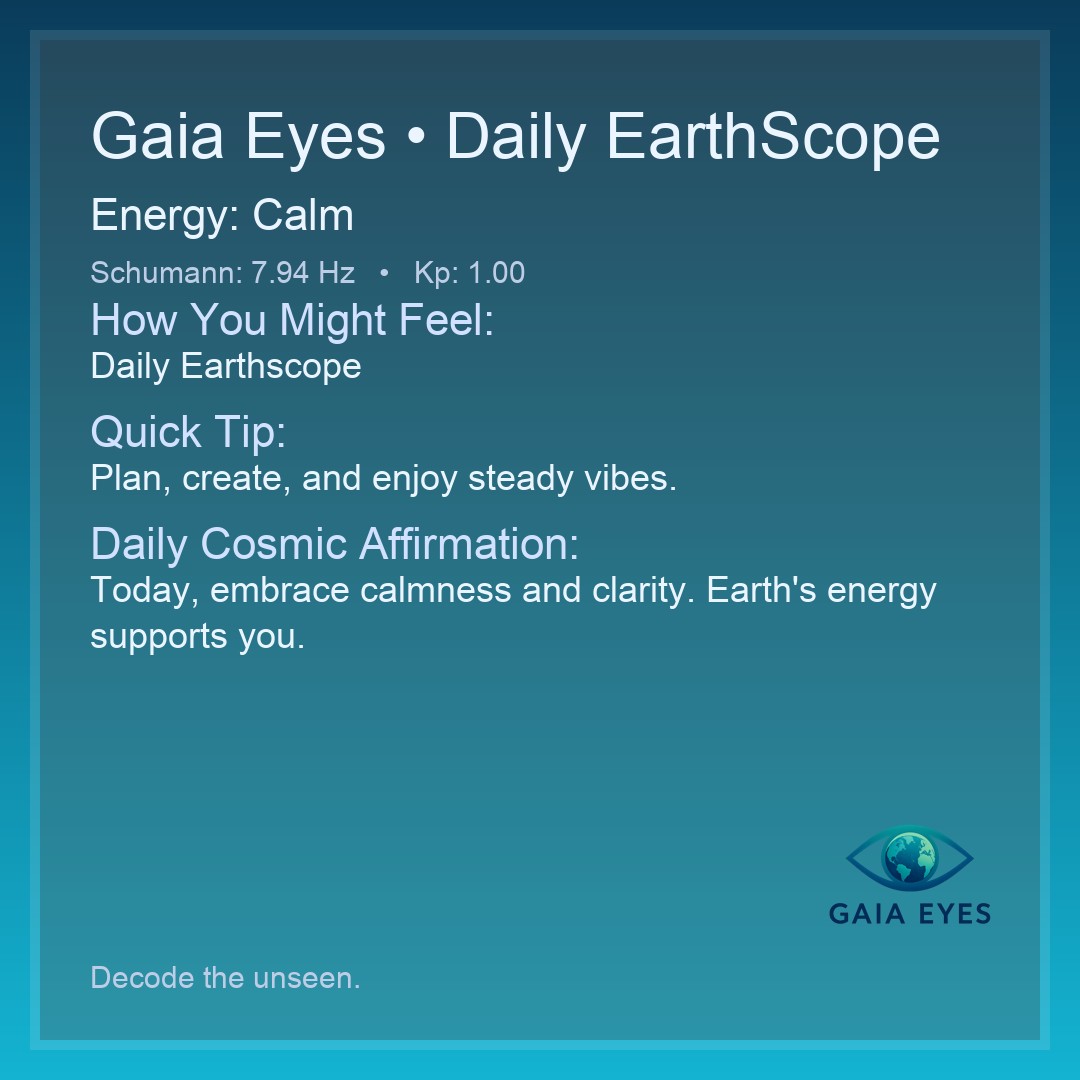 Gaia Eyes • Daily EarthScope
Energy: Calm
Schumann: 7.94 Hz • Kp: 1.00
How You Might Feel:
Daily Earthscope
Quick Tip:
Plan, create, and enjoy steady vibes.
Daily Cosmic Affirmation:
Today, embrace calmness and clarity. Earth's energy
supports you.
GAIA EYES
Decode the unseen.